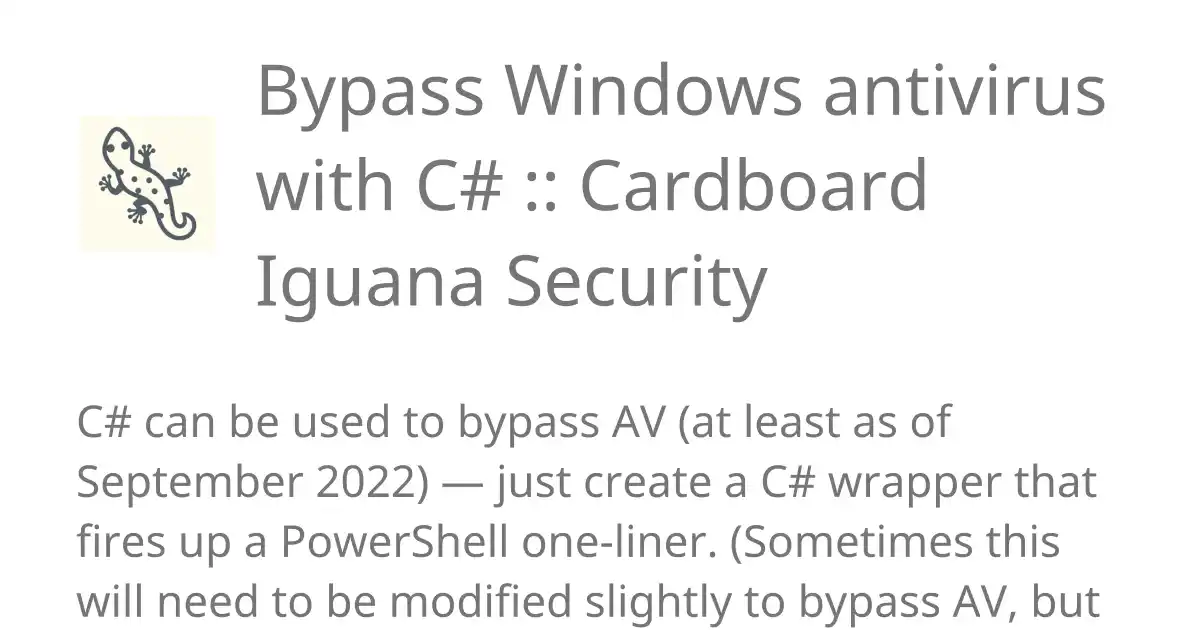 Bypass Windows antivirus
with C# :: Cardboard
Iguana Security
C# can be used to bypass AV (at least as of
September 2022) — just create a C# wrapper that
fires up a PowerShell one-liner. (Sometimes this
will need to be modified slightly to bypass AV, but